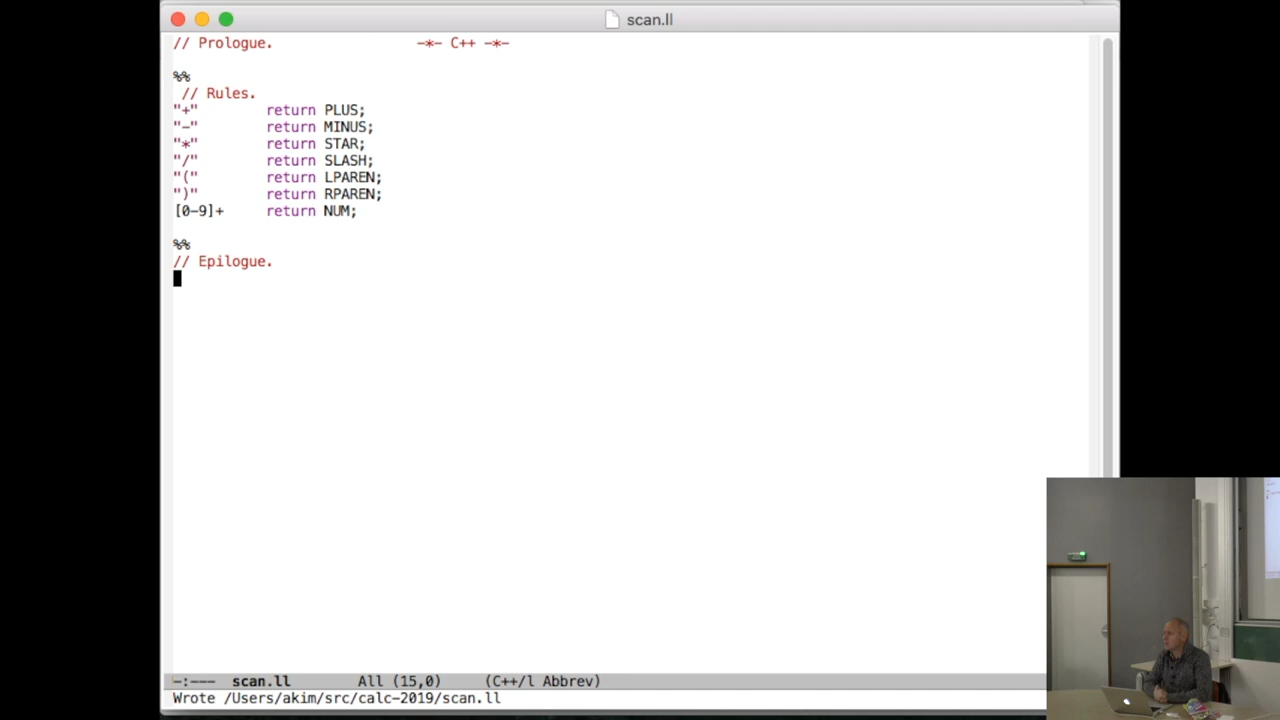 scan.ll
// Prologue. -*- C++ -*-
%%
// Rules.
"+" return PLUS;
"-" return MINUS;
"*" return STAR;
"/" return SLASH;
"(" return LPAREN;
")" return RPAREN;
[0-9]+ return NUM;
%%
// Epilogue.
-:--- scan.ll All (15,0) (C++/l Abbrev)
Wrote /Users/akim/src/calc-2019/scan.ll